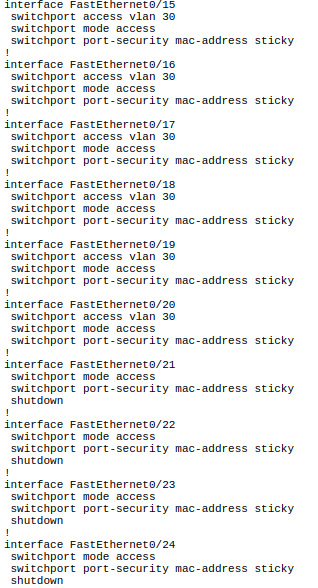 interface FastEthernet0/15
switchport access vlan 30
switchport mode access
switchport port-security mac-address sticky
!
interface FastEthernet0/16
switchport access vlan 30
switchport mode access
switchport port-security mac-address sticky
!
interface FastEthernet0/17
switchport access vlan 30
switchport mode access
switchport port-security mac-address sticky
!
interface FastEthernet0/18
switchport access vlan 30
switchport mode access
switchport port-security mac-address sticky
!
interface FastEthernet0/19
switchport access vlan 30
switchport mode access
switchport port-security mac-address sticky
!
interface FastEthernet0/20
switchport access vlan 30
switchport mode access
switchport port-security mac-address sticky
!
interface FastEthernet0/21
switchport mode access
switchport port-security mac-address sticky
shutdown
!
interface FastEthernet0/22
switchport mode access
switchport port-security mac-address sticky
shutdown
!
interface FastEthernet0/23
switchport mode access
switchport port-security mac-address sticky
shutdown
!
interface FastEthernet0/24
switchport mode access
switchport port-security mac-address sticky
shutdown